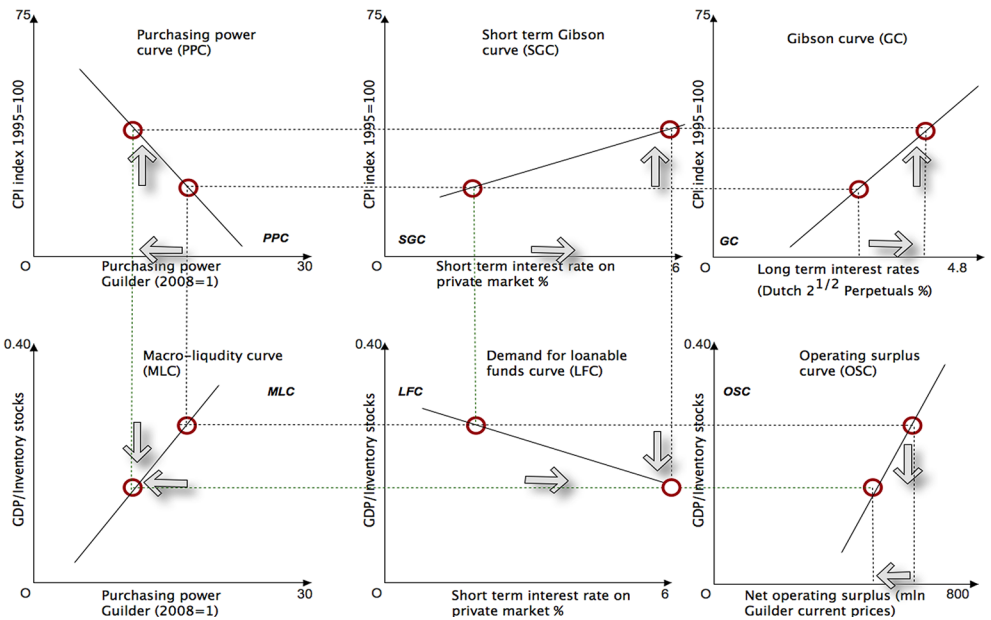 75
Purchasing power
curve (PPC)
CPI index 1995=100
PPC
O
Purchasing power
Guilder (2008=1)
30
75
Short term Gibson
curve (SGC)
CPI index 1995=100
SGC
O
Short term interest rate on
private market %
6
75
Gibson curve (GC)
CPI index 1995=100
GC
O
Long term interest rates
(Dutch 2 1/2 Perpetuals %)
4.8
0.40
Macro-liqudity curve
(MLC)
MLC
GDP/Inventory stocks
O
Purchasing power
Guilder (2008=1)
30
0.40
Demand for loanable
funds curve (LFC)
LFC
GDP/Inventory stocks
O
Short term interest rate on
private market %
6
0.40
Operating surplus
curve (OSC)
OSC
GDP/Inventory stocks
O
Net operating surplus (mln
Guilder current prices)
800